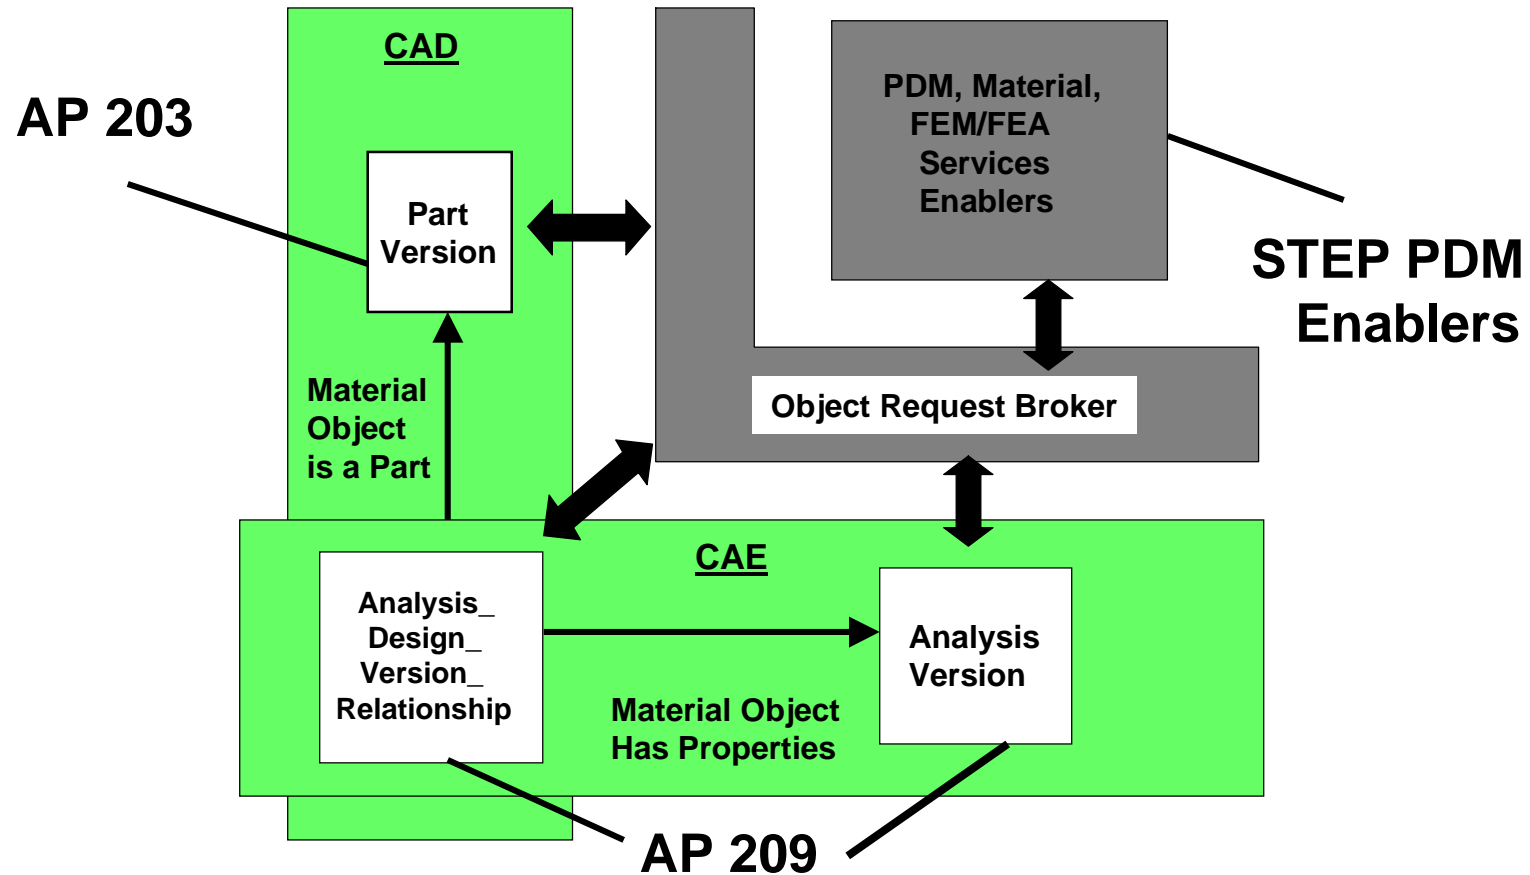 CAD
PDM, Material,
FEM/FEA
Services
Enablers
AP 203
Part
Version
STEP PDM
Enablers
Material
Object
is a Part
Object Request Broker
CAE
Analysis_
Design_
Version_
Relationship
Analysis
Version
Material Object
Has Properties
AP 209